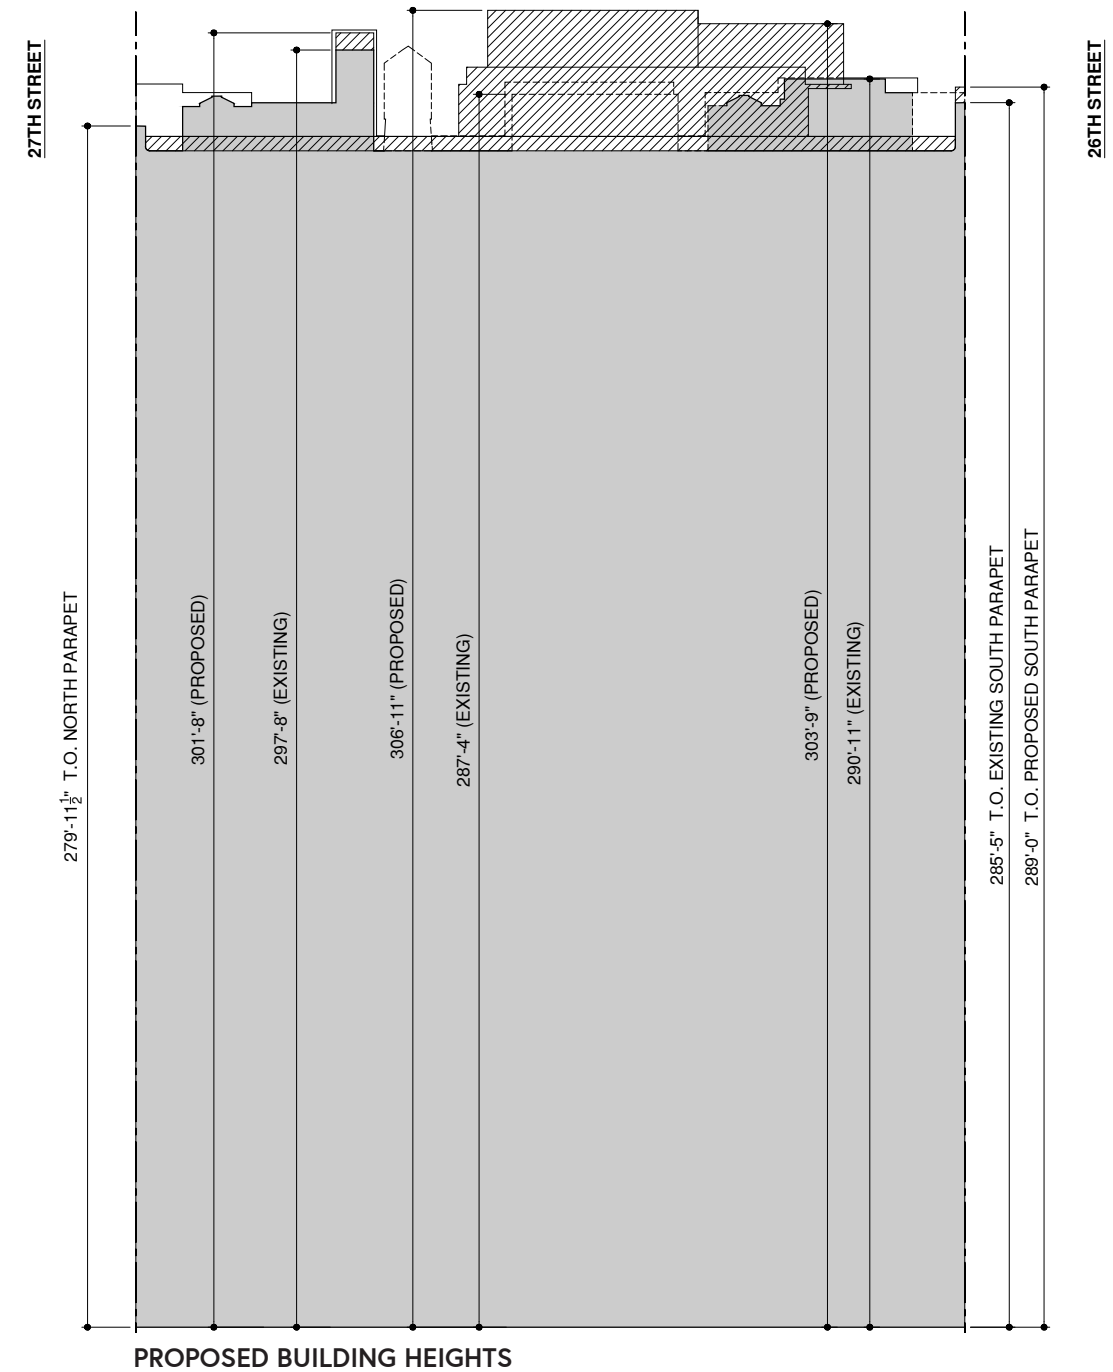 27TH STREET
26TH STREET
279'-11½" T.O. NORTH PARAPET
301'-8" (PROPOSED)
297'-8" (EXISTING)
306'-11" (PROPOSED)
287'-4" (EXISTING)
303'-9" (PROPOSED)
290'-11" (EXISTING)
285'-5" T.O. EXISTING SOUTH PARAPET
289'-0" T.O. PROPOSED SOUTH PARAPET
PROPOSED BUILDING HEIGHTS